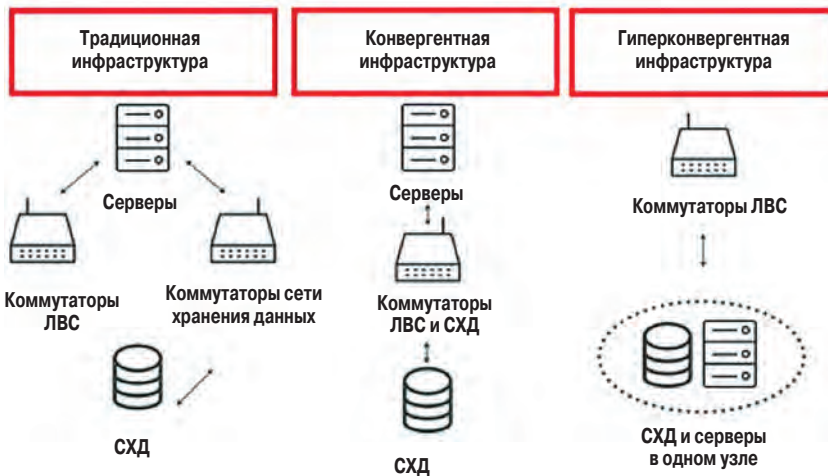 Традиционная
инфраструктура
Серверы
Коммутаторы
ЛВС
Коммутаторы сети
хранения данных
СХД
Конвергентная
инфраструктура
Серверы
Коммутаторы
ЛВС и СХД
СХД
Гиперконвергентная
инфраструктура
Коммутаторы ЛВС
СХД и серверы
в одном узле